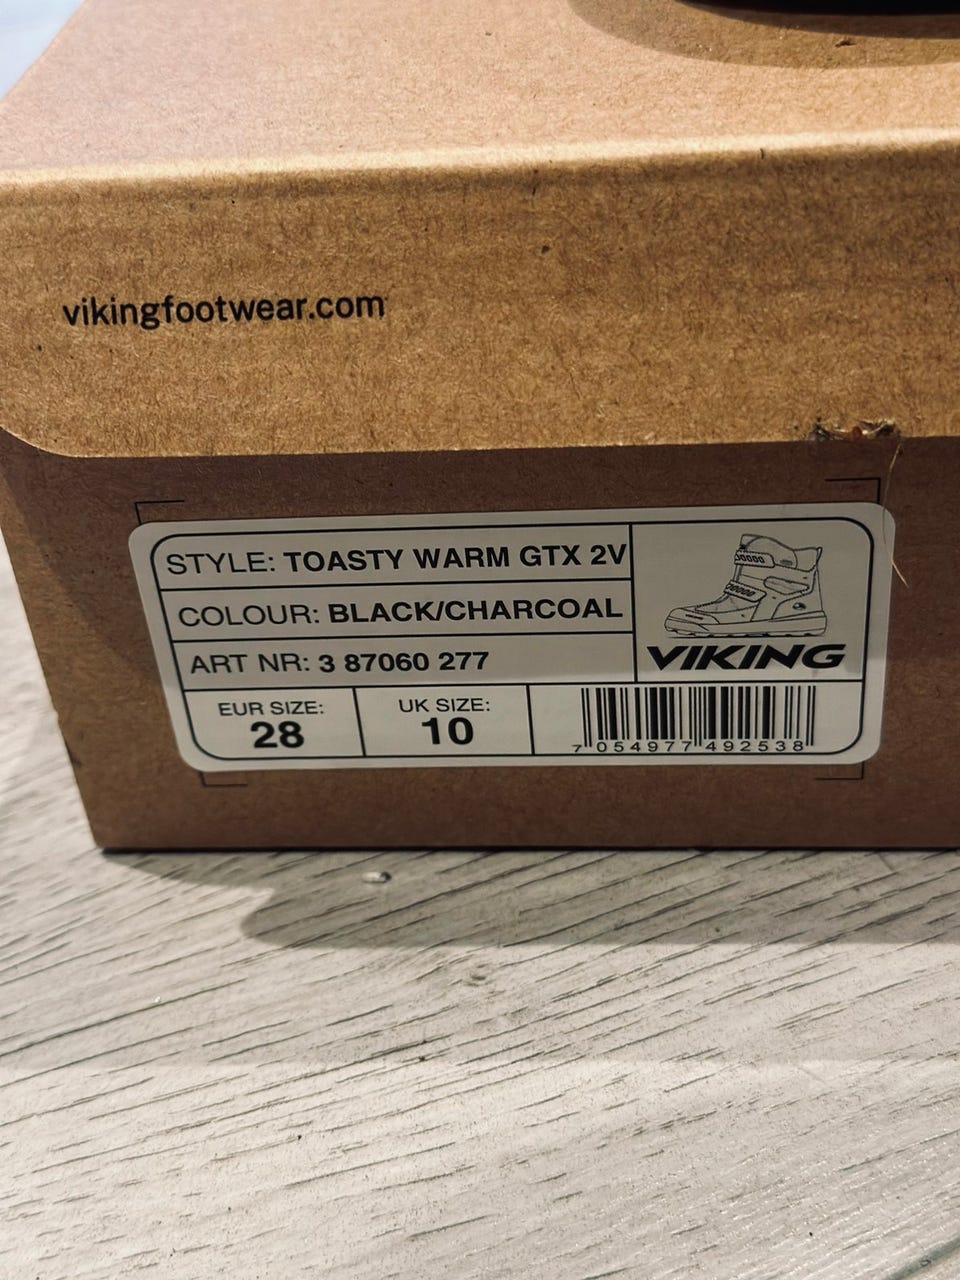 vikingfootwear.com
STYLE: TOASTY WARM GTX 2V
COLOUR: BLACK/CHARCOAL
ART NR: 3 87060 277
VIKING
EUR SIZE:
28
UK SIZE:
10
7 054977 492538